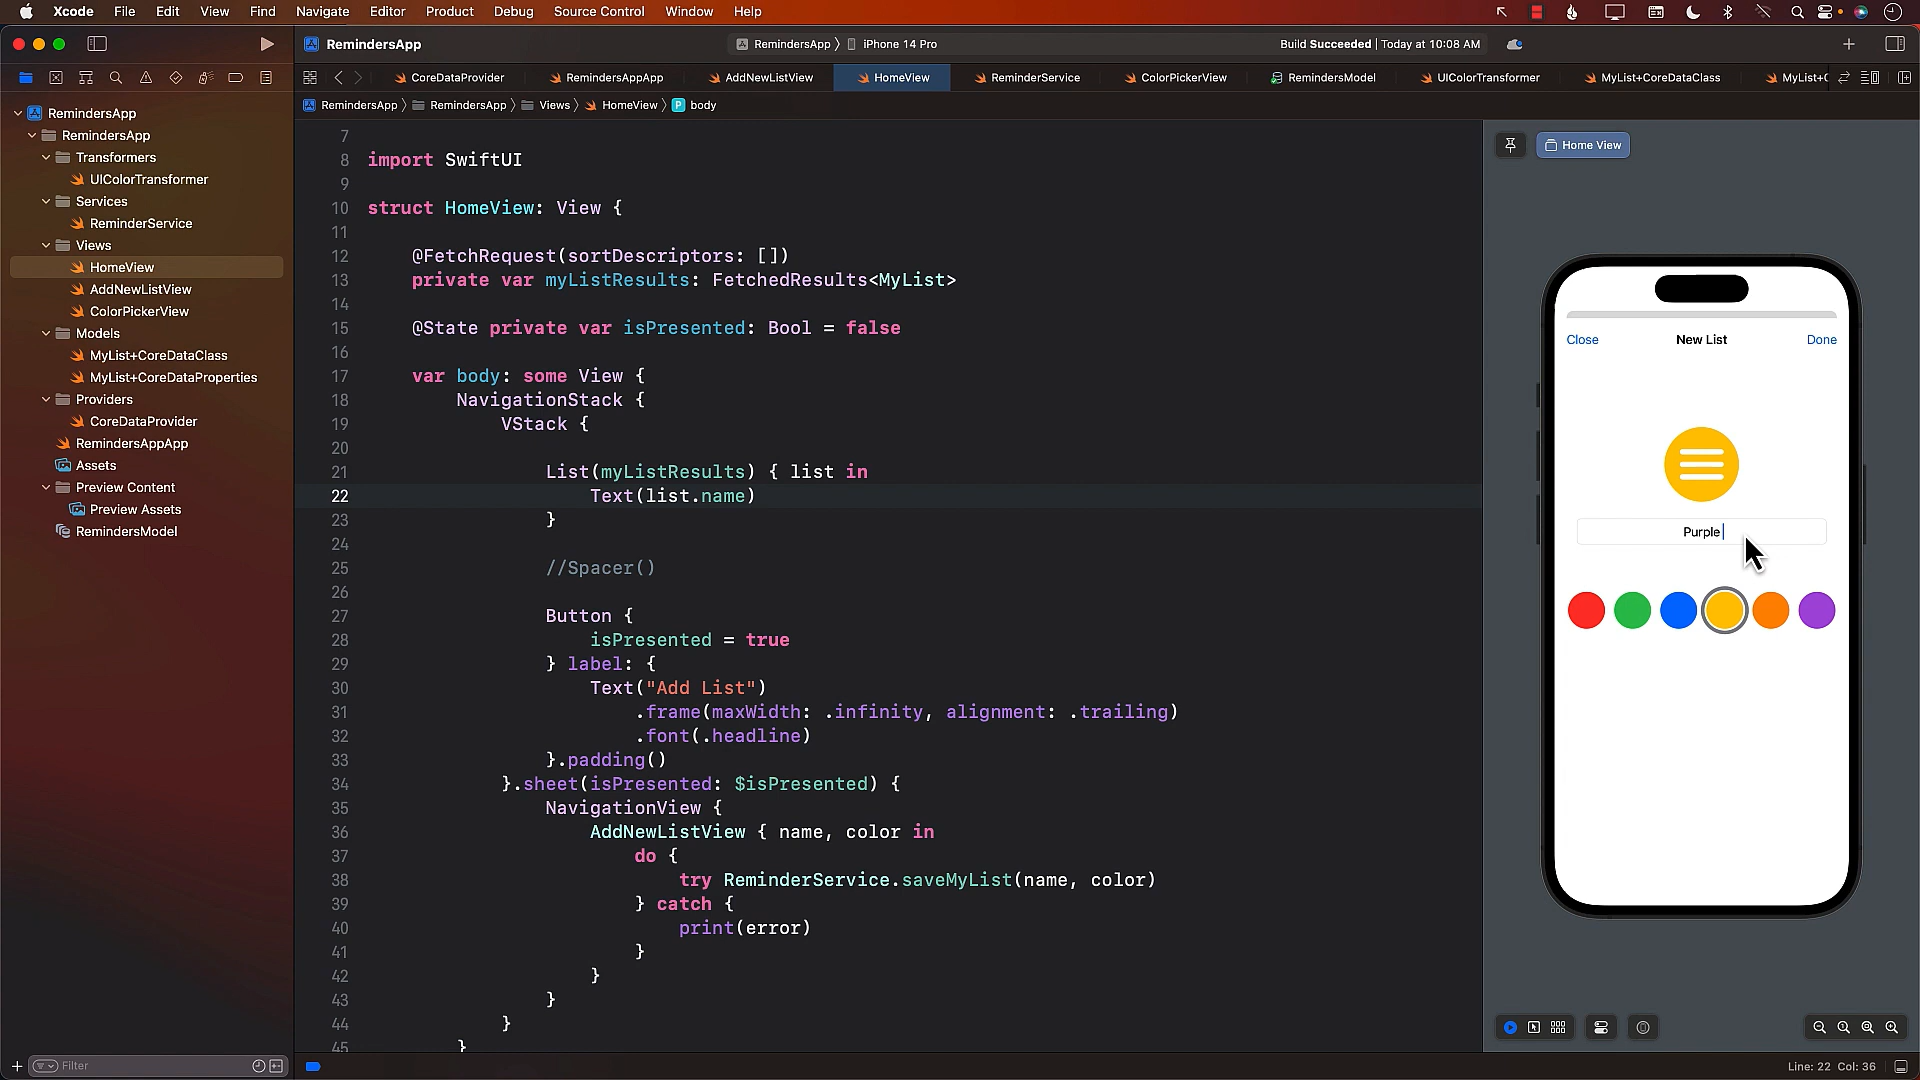 Xcode File Edit View Find Navigate Editor Product Debug Source Control Window Help
RemindersApp
RemindersApp 〉 iPhone 14 Pro
Build Succeeded | Today at 10:08 AM
CoreDataProvider RemindersAppApp AddNewListView HomeView ReminderService ColorPickerView RemindersModel UIColorTransformer MyList+CoreDataClass MyList+C
RemindersApp 〉 RemindersApp 〉 Views 〉 HomeView 〉 P body
RemindersApp
RemindersApp
Transformers
UIColorTransformer
Services
ReminderService
Views
HomeView
AddNewListView
ColorPickerView
Models
MyList+CoreDataClass
MyList+CoreDataProperties
Providers
CoreDataProvider
RemindersAppApp
Assets
Preview Content
Preview Assets
RemindersModel
Filter
7
8 import SwiftUI
9
10 struct HomeView: View {
11
12 @FetchRequest(sortDescriptors: [])
13 private var myListResults: FetchedResults<MyList>
14
15 @State private var isPresented: Bool = false
16
17 var body: some View {
18 NavigationStack {
19 VStack {
20
21 List(myListResults) { list in
22 Text(list.name)
23 }
24
25 //Spacer()
26
27 Button {
28 isPresented = true
29 } label: {
30 Text("Add List")
31 .frame(maxWidth: .infinity, alignment: .trailing)
32 .font(.headline)
33 }.padding()
34 }.sheet(isPresented: $isPresented) {
35 NavigationView {
36 AddNewListView { name, color in
37 do {
38 try ReminderService.saveMyList(name, color)
39 } catch {
40 print(error)
41 }
42 }
43 }
44 }
45 }
Home View
Close New List Done
Purple
Line: 22 Col: 36